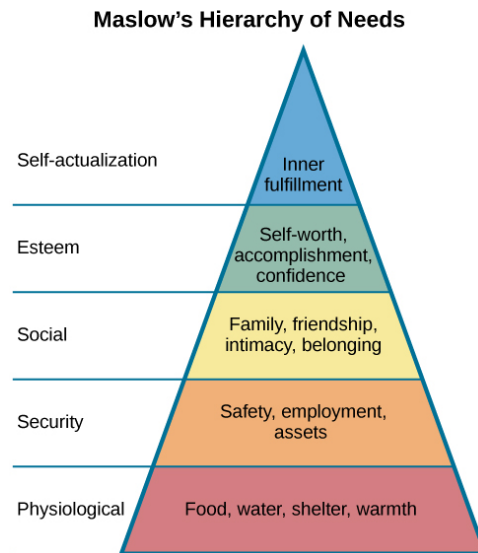 Maslow's Hierarchy of Needs
Self-actualization
Inner
fulfillment
Esteem
Self-worth,
accomplishment,
confidence
Social
Family, friendship,
intimacy, belonging
Security
Safety, employment,
assets
Physiological
Food, water, shelter, warmth